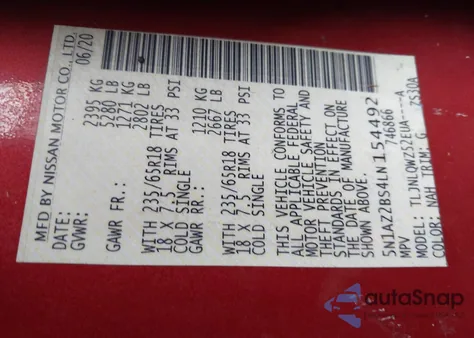 MFD BY NISSAN MOTOR CO., LTD.
DATE: 06/20
GVWR: 2395 KG
5280 LB
GAWR FR.: 1271 KG
2802 LB
WITH 235/65R18 TIRES
18 X 7.5 RIMS AT 33 PSI
COLD SINGLE
GAWR RR.: 1210 KG
2667 LB
WITH 235/65R18 TIRES
18 X 7.5 RIMS AT 33 PSI
COLD SINGLE
THIS VEHICLE CONFORMS TO
ALL APPLICABLE FEDERAL
MOTOR VEHICLE SAFETY AND
THEFT PREVENTION
STANDARDS IN EFFECT ON
THE DATE OF MANUFACTURE
SHOWN ABOVE.
5N1AZ2BS4LN154492
MPV 46866
MODEL: TLJNLQWZ52EUA----A
COLOR: NAH TRIM: G ZS30A
autoSnap